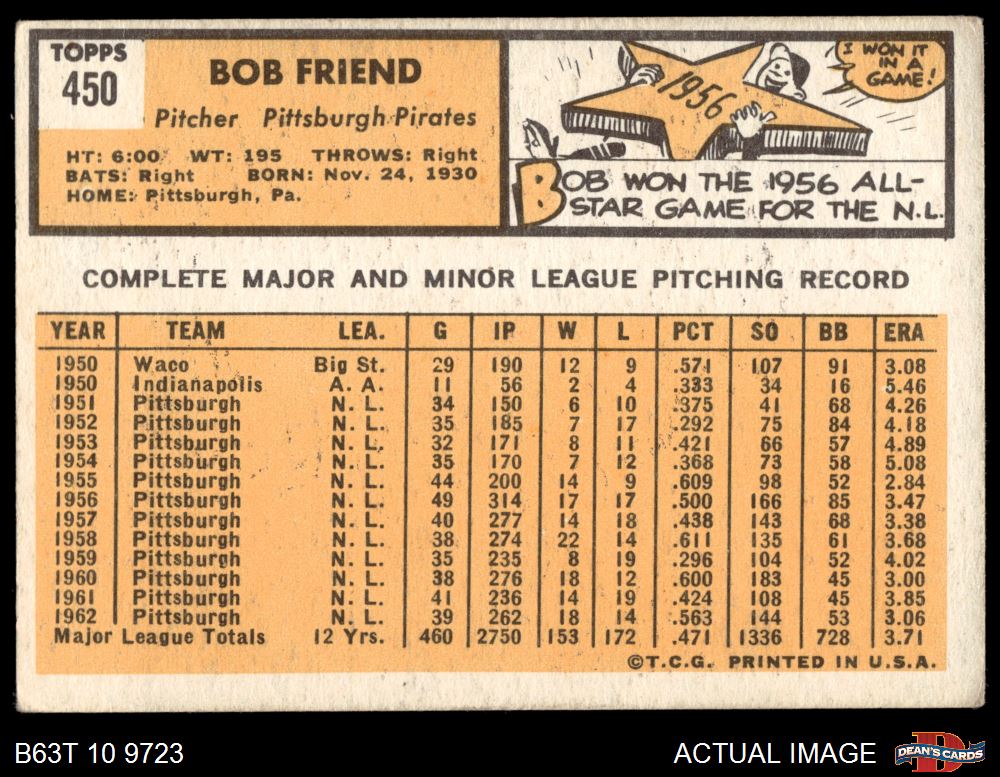 TOPPS
450
BOB FRIEND
Pitcher Pittsburgh Pirates
HT: 6:00 WT: 195 THROWS: Right
BATS: Right BORN: Nov. 24, 1930
HOME: Pittsburgh, Pa.
1956
I WON IT
IN A
GAME!
BOB WON THE 1956 ALL-
STAR GAME FOR THE N.L.
COMPLETE MAJOR AND MINOR LEAGUE PITCHING RECORD
YEAR TEAM LEA. G IP W L PCT SO BB ERA
1950 Waco Big St. 29 190 12 9 .571 107 91 3.08
1950 Indianapolis A. A. 11 56 2 4 .333 34 16 5.46
1951 Pittsburgh N. L. 34 150 6 10 .375 41 68 4.26
1952 Pittsburgh N. L. 35 185 7 17 .292 75 84 4.18
1953 Pittsburgh N. L. 32 171 8 11 .421 66 57 4.89
1954 Pittsburgh N. L. 35 170 7 12 .368 73 58 5.08
1955 Pittsburgh N. L. 44 200 14 9 .609 98 52 2.84
1956 Pittsburgh N. L. 49 314 17 17 .500 166 85 3.47
1957 Pittsburgh N. L. 40 277 14 18 .438 143 68 3.38
1958 Pittsburgh N. L. 38 274 22 14 .611 135 61 3.68
1959 Pittsburgh N. L. 35 235 8 19 .296 104 52 4.02
1960 Pittsburgh N. L. 38 276 18 12 .600 183 45 3.00
1961 Pittsburgh N. L. 41 236 14 19 .424 108 45 3.85
1962 Pittsburgh N. L. 39 262 18 14 .563 144 53 3.06
Major League Totals 12 Yrs. 460 2750 153 172 .471 1336 728 3.71
©T.C.G. PRINTED IN U.S.A.
B63T 10 9723
ACTUAL IMAGE
D
DEAN'S CARDS